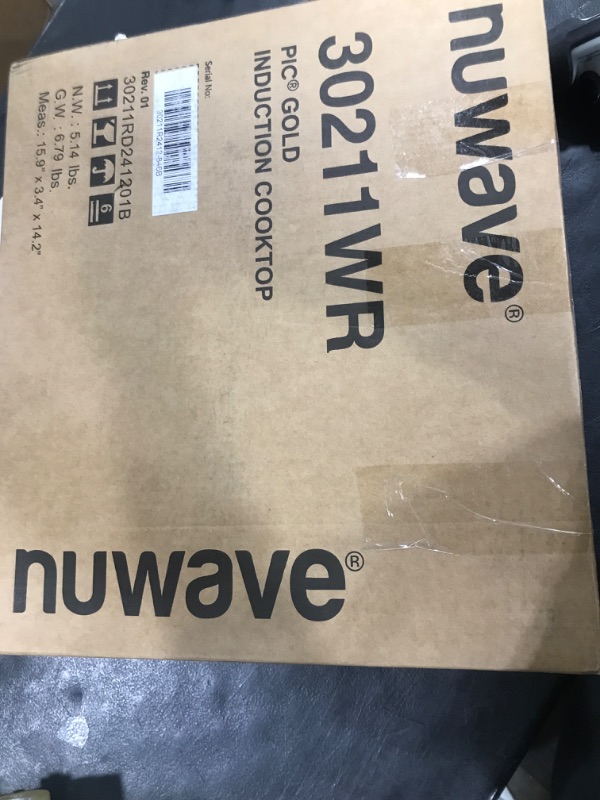 nuwave®
30211WR
PIC® GOLD
INDUCTION COOKTOP
Serial No:
Rev. 01
30211RD241201B
6
N.W. : 5.14 lbs.
G.W. : 6.79 lbs.
Meas.: 15.9" x 3.4" x 14.2"
nuwave®